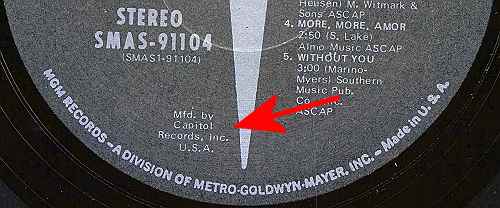 STEREO
SMAS-91104
(SMAS1-91104)
Mfd. by
Capitol
Records, Inc.
U.S.A.
Heusen) M. Witmark &
Sons ASCAP
4. MORE, MORE, AMOR
2:50 (S. Lake)
Almo Music ASCAP
5. WITHOUT YOU
3:00 (Marino-
Myers) Southern
Music Pub.
Co.
ASCAP
MGM RECORDS—A DIVISION OF METRO-GOLDWYN-MAYER, INC.—Made in U.S.A.